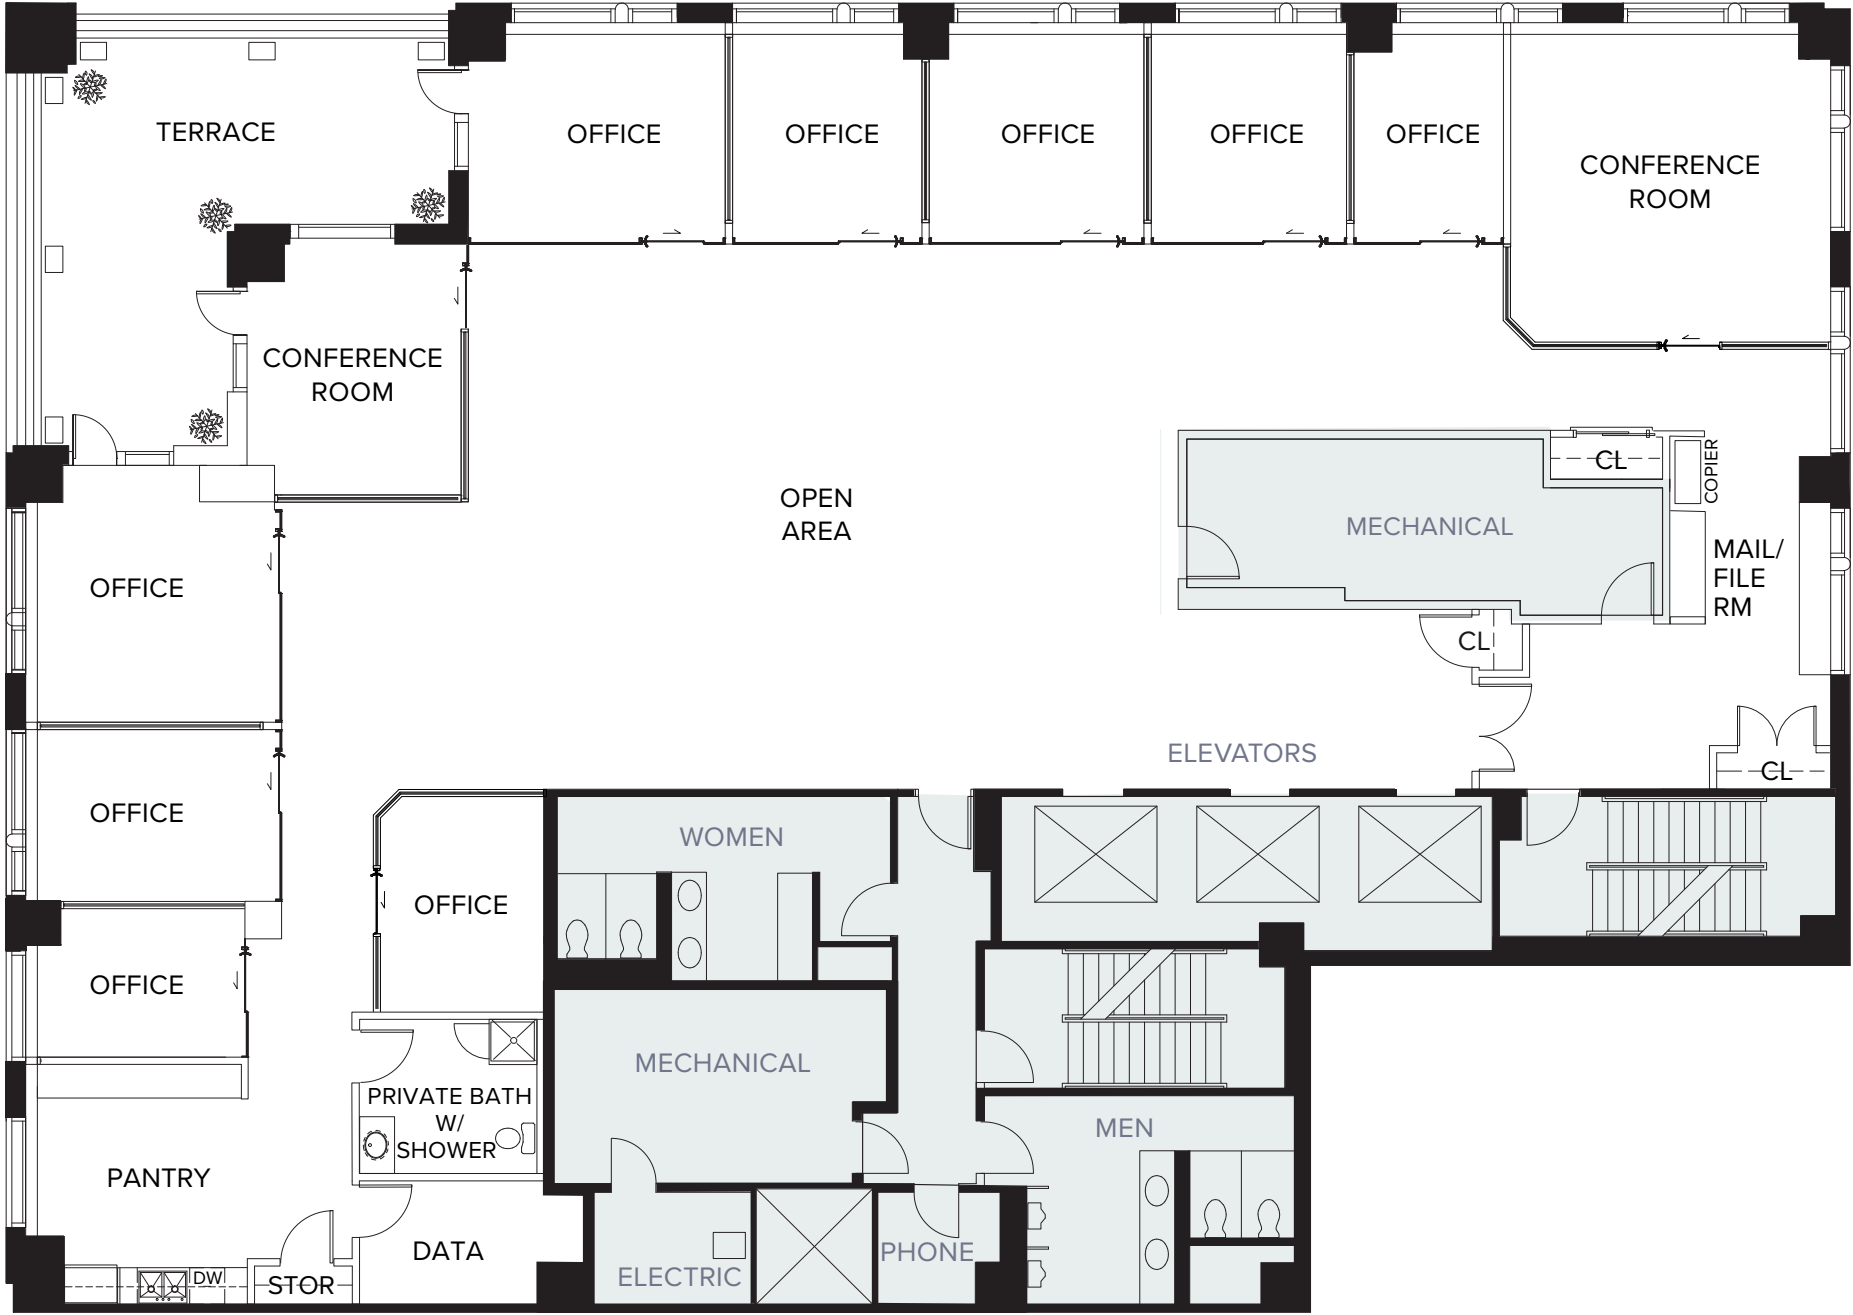 TERRACE
OFFICE
OFFICE
OFFICE
OFFICE
OFFICE
CONFERENCE
ROOM
CONFERENCE
ROOM
OPEN
AREA
CL
COPIER
MECHANICAL
MAIL/
FILE
RM
OFFICE
CL
ELEVATORS
CL
OFFICE
WOMEN
OFFICE
OFFICE
MECHANICAL
PRIVATE BATH
W/
SHOWER
MEN
PANTRY
DATA
PHONE
ELECTRIC
DW
STOR